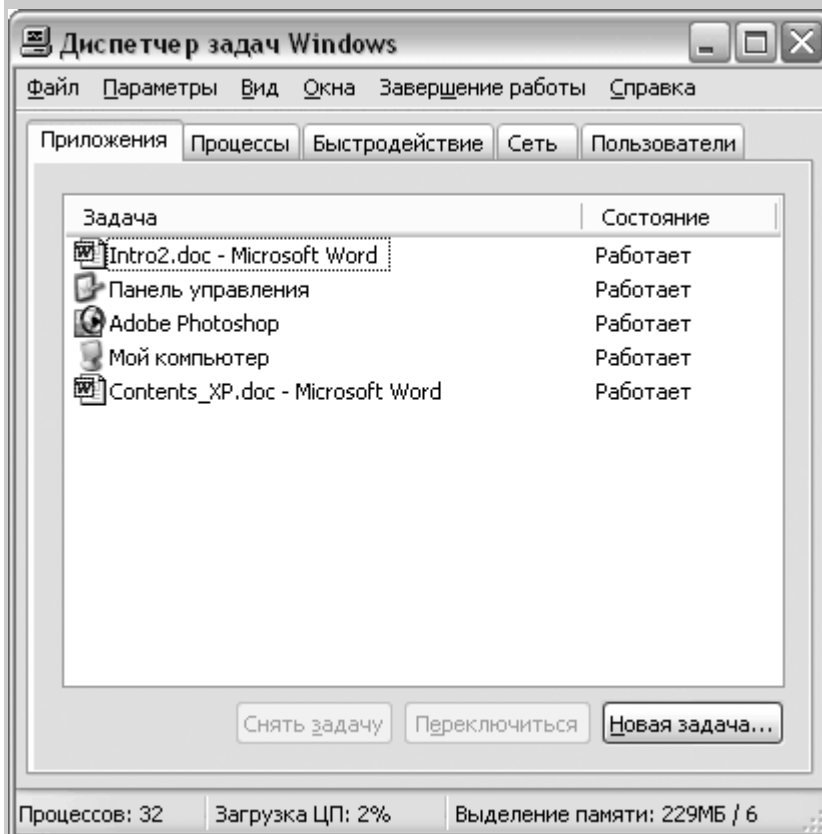 Диспетчер задач Windows
Файл Параметры Вид Окна Завершение работы Справка
Приложения Процессы Быстродействие Сеть Пользователи
Задача Состояние
Intro2.doc - Microsoft Word Работает
Панель управления Работает
Adobe Photoshop Работает
Мой компьютер Работает
Contents_XP.doc - Microsoft Word Работает
Снять задачу Переключиться Новая задача...
Процессов: 32 Загрузка ЦП: 2% Выделение памяти: 229МБ / 6